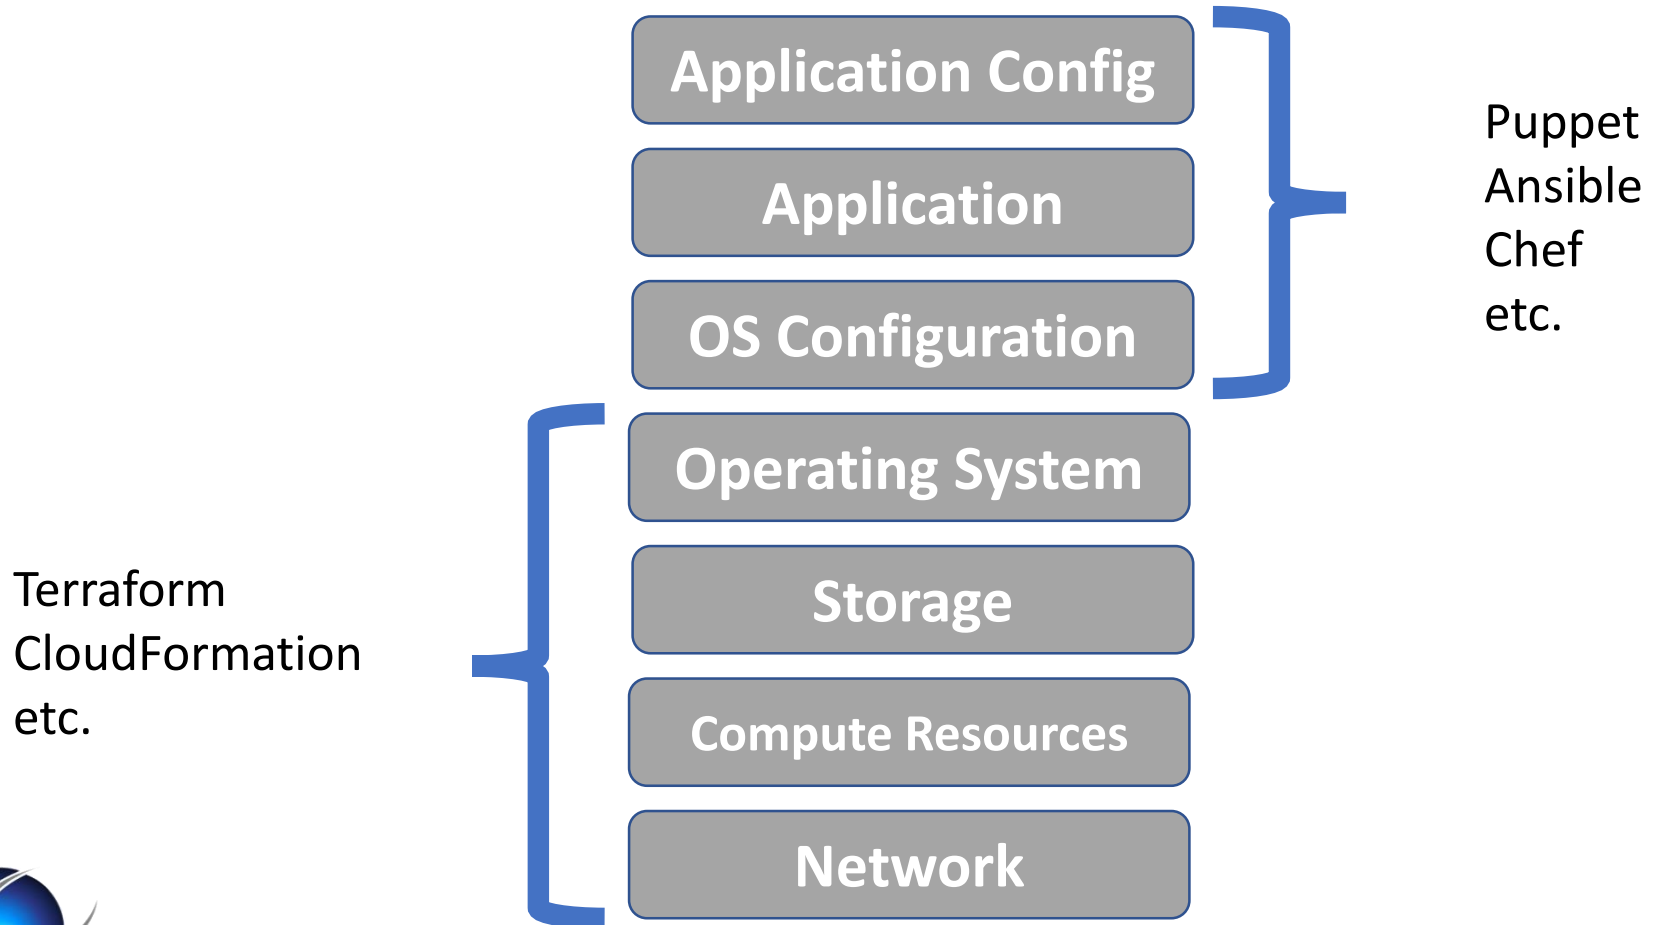 Application Config
Application
OS Configuration
Operating System
Storage
Compute Resources
Network
Puppet
Ansible
Chef
etc.
Terraform
CloudFormation
etc.